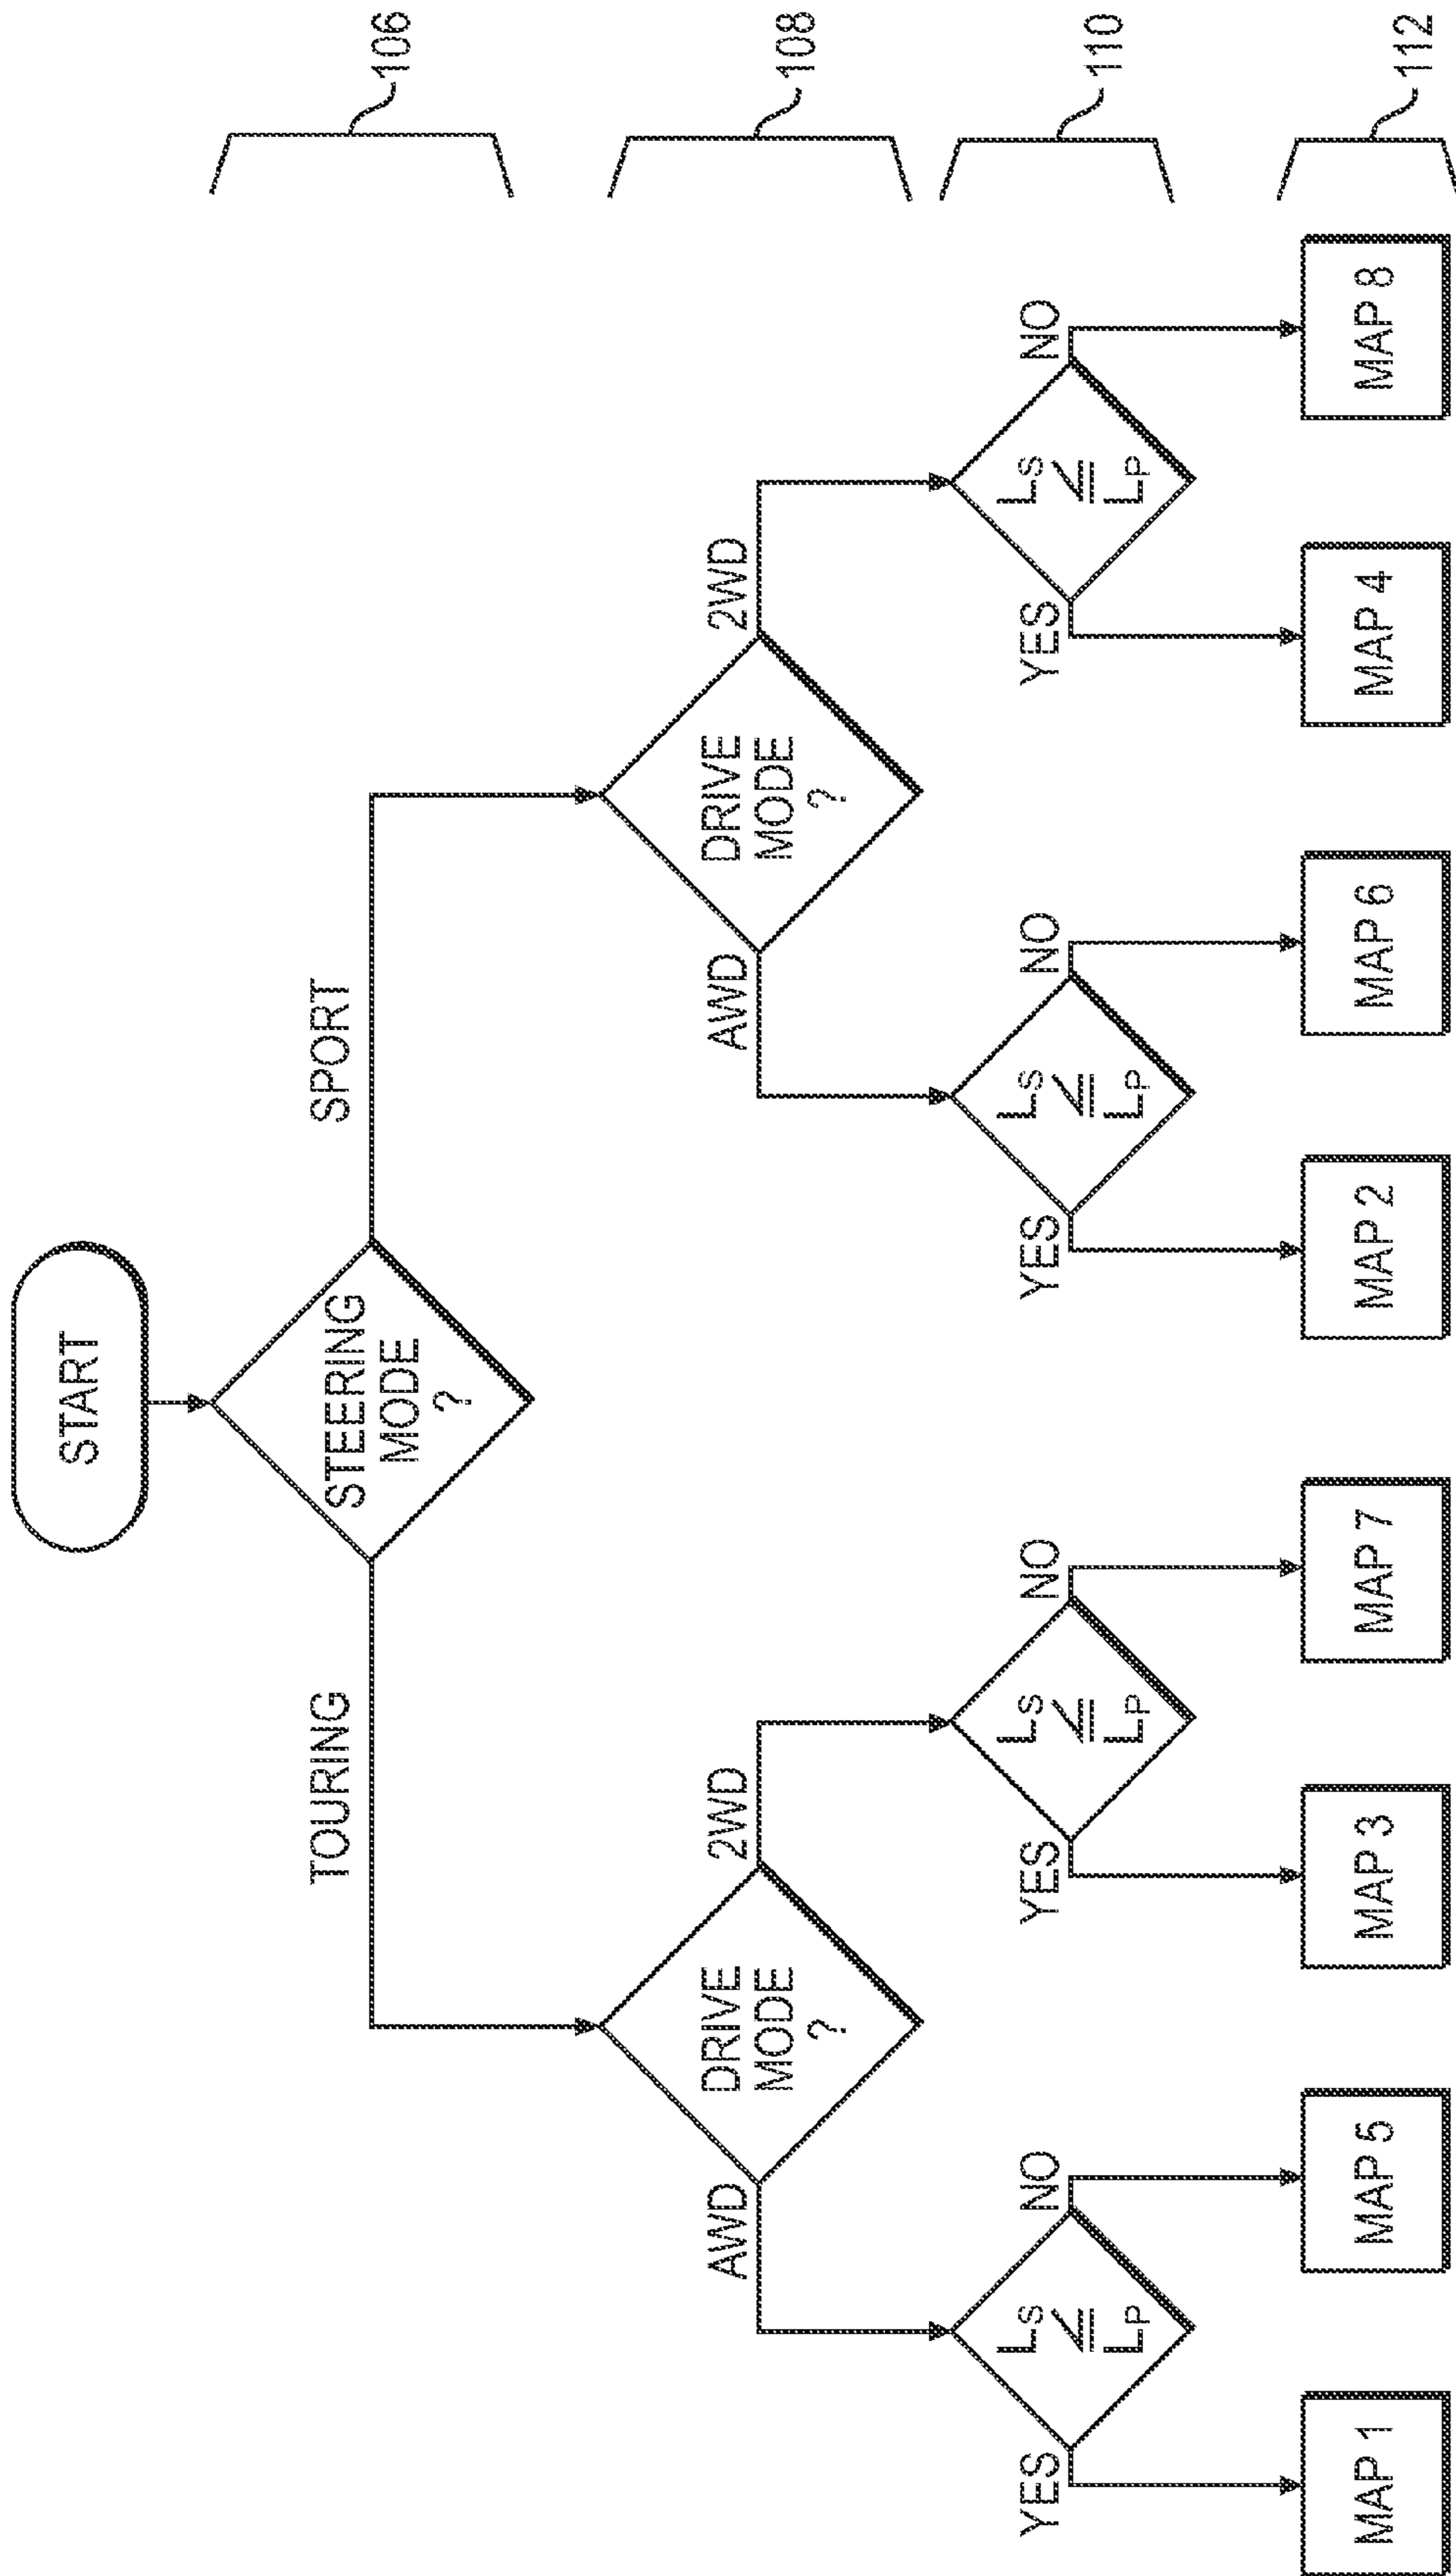 START
STEERING
MODE
?
TOURING
SPORT
106
DRIVE
MODE
?
AWD
2WD
DRIVE
MODE
?
AWD
2WD
108
Ls
≤
Lp
YES
NO
Ls
≤
Lp
YES
NO
Ls
≤
Lp
YES
NO
Ls
≤
Lp
YES
NO
110
MAP 1
MAP 5
MAP 3
MAP 7
MAP 2
MAP 6
MAP 4
MAP 8
112